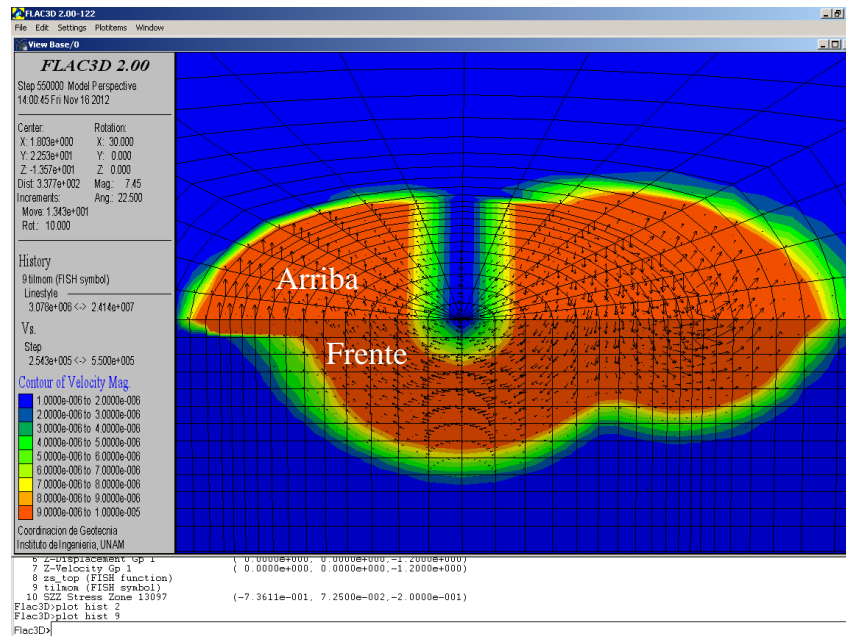 FLAC3D 2.00-122
File Edit Settings Plotitems Window
View Base/0
FLAC3D 2.00
Step 550000 Model Perspective
14:00:45 Fri Nov 16 2012
Center: Rotation:
X: 1.803e+000 X: 30.000
Y: 2.253e+001 Y: 0.000
Z: -1.357e+001 Z: 0.000
Dist: 3.377e+002 Mag.: 7.45
Increments: Ang.: 22.500
Move: 1.343e+001
Rot.: 10.000
History
9 tilmom (FISH symbol)
Linestyle
3.078e+006 <-> 2.414e+007
Vs.
Step
2.543e+005 <-> 5.500e+005
Contour of Velocity Mag.
1.0000e-006 to 2.0000e-006
2.0000e-006 to 3.0000e-006
3.0000e-006 to 4.0000e-006
4.0000e-006 to 5.0000e-006
5.0000e-006 to 6.0000e-006
6.0000e-006 to 7.0000e-006
7.0000e-006 to 8.0000e-006
8.0000e-006 to 9.0000e-006
9.0000e-006 to 1.0000e-005
Coordinacion de Geotecnia
Instituto de Ingenieria, UNAM
Arriba
Frente
6 Z-Displacement Gp 1 ( 0.0000e+000, 0.0000e+000,-1.2000e+000)
7 Z-Velocity Gp 1 ( 0.0000e+000, 0.0000e+000,-1.2000e+000)
8 zs_top (FISH function)
9 tilmom (FISH symbol)
10 SZZ Stress Zone 13097 (-7.3611e-001, 7.2500e-002,-2.0000e-001)
Flac3D>plot hist 2
Flac3D>plot hist 9
Flac3D>